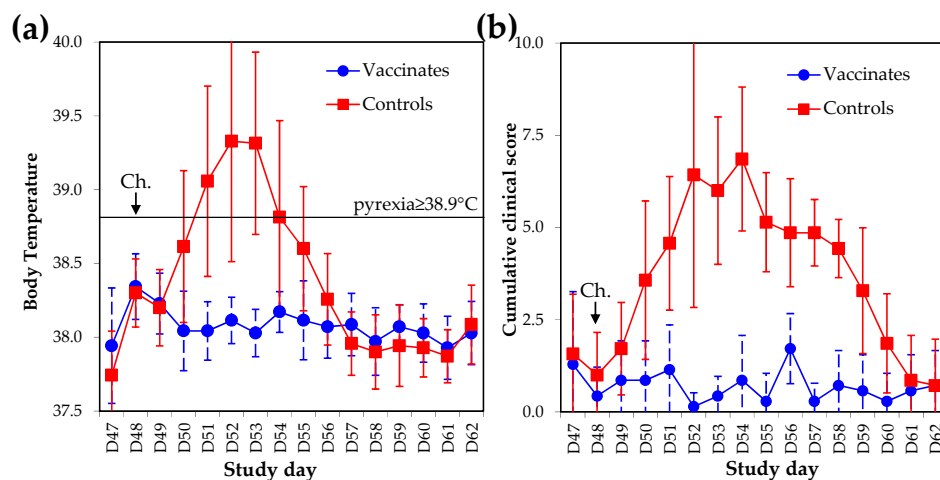 (a)
Body Temperature
40.0
39.5
39.0
38.5
38.0
37.5
Vaccinates
Controls
Ch.
pyrexia≥38.9°C
D47
D48
D49
D50
D51
D52
D53
D54
D55
D56
D57
D58
D59
D60
D61
D62
Study day
(b)
Cumulative clinical score
10.0
7.5
5.0
2.5
0.0
Vaccinates
Controls
Ch.
D47
D48
D49
D50
D51
D52
D53
D54
D55
D56
D57
D58
D59
D60
D61
D62
Study day